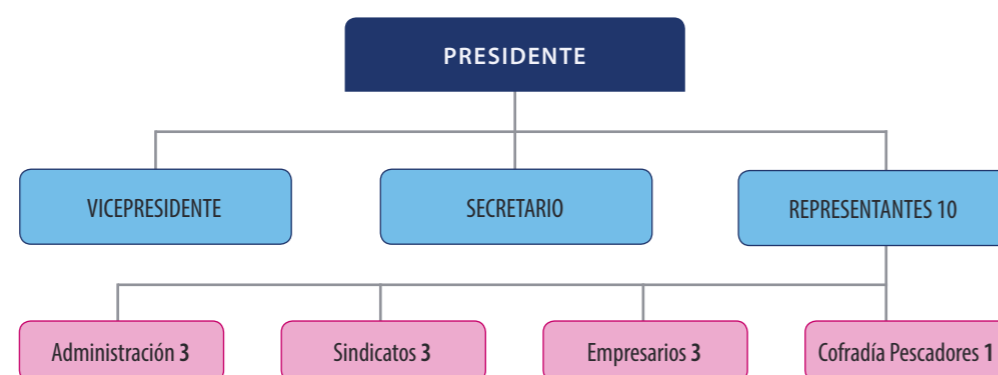 PRESIDENTE
VICEPRESIDENTE
SECRETARIO
REPRESENTANTES 10
Administración 3
Sindicatos 3
Empresarios 3
Cofradía Pescadores 1